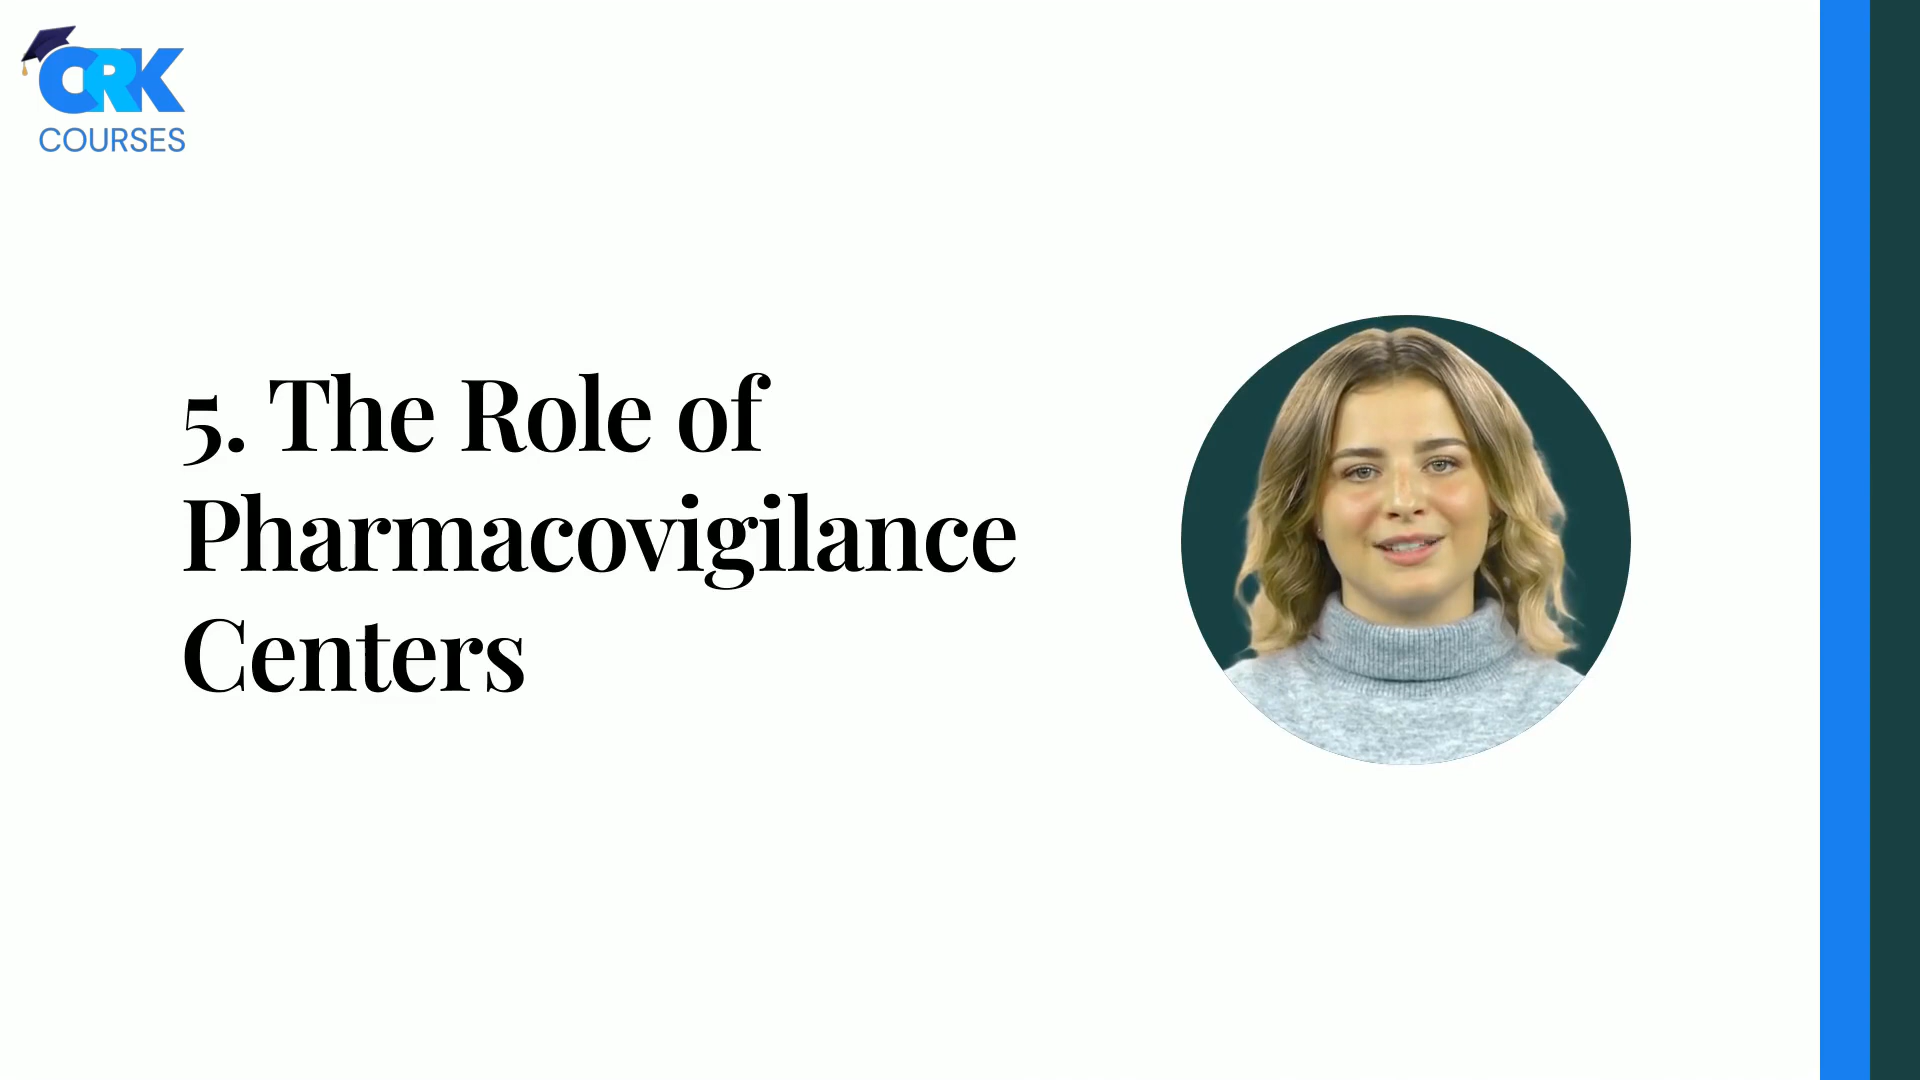 CRK
COURSES
5. The Role of
Pharmacovigilance
Centers